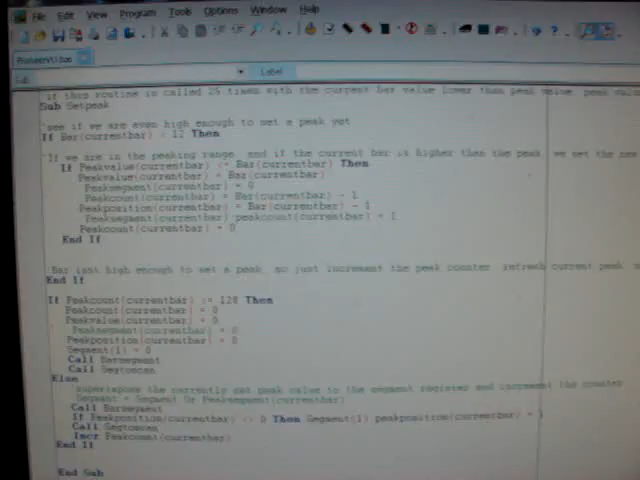 File Edit View Program Tools Options Window Help
.bas
Sub
Label
'if this routine is called 25 times with the current bar value lower than peak value peak
Sub Setpeak
'see if we are even high enough to set a peak yet
If Bar(currentbar) > 12 Then
'If we are in the peaking range and if the current bar is higher than the peak we set the new
If Peakvalue(currentbar) <= Bar(currentbar) Then
Peakvalue(currentbar) = Bar(currentbar)
Peaksegment(currentbar) = 0
Peakcount(currentbar) = Bar(currentbar) - 1
Peakposition(currentbar) = Bar(currentbar) - 1
Peaksegment(currentbar) peakcount(currentbar) = 1
Peakcount(currentbar) = 0
End If
Bar isnt high enough to set a peak so just increment the peak counter refresh current peak
End If
If Peakcount(currentbar) >= 128 Then
Peakcount(currentbar) = 0
Peakvalue(currentbar) = 0
Peaksegment(currentbar) = 0
Peakposition(currentbar) = 0
Segment(1) = 0
Call Barsegment
Call Segtoscan
Else
'superimpose the currently set peak value to the segment register and increment the counter
Segment = Segment Or Peaksegment(currentbar)
Call Barsegment
If Peakposition(currentbar) <> 0 Then Segment(1) peakposition(currentbar) = 1
Call Segtoscan
Incr Peakcount(currentbar)
End If
End Sub